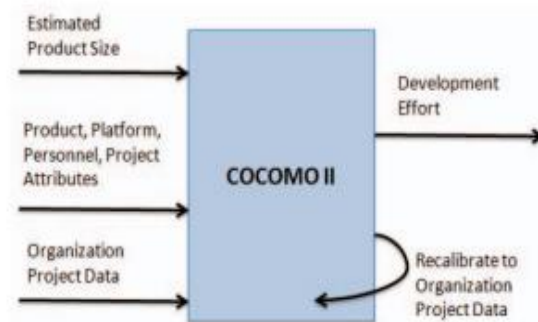 Estimated
Product Size
Product, Platform,
Personnel, Project
Attributes
Organization
Project Data
COCOMO II
Development
Effort
Recalibrate to
Organization
Project Data